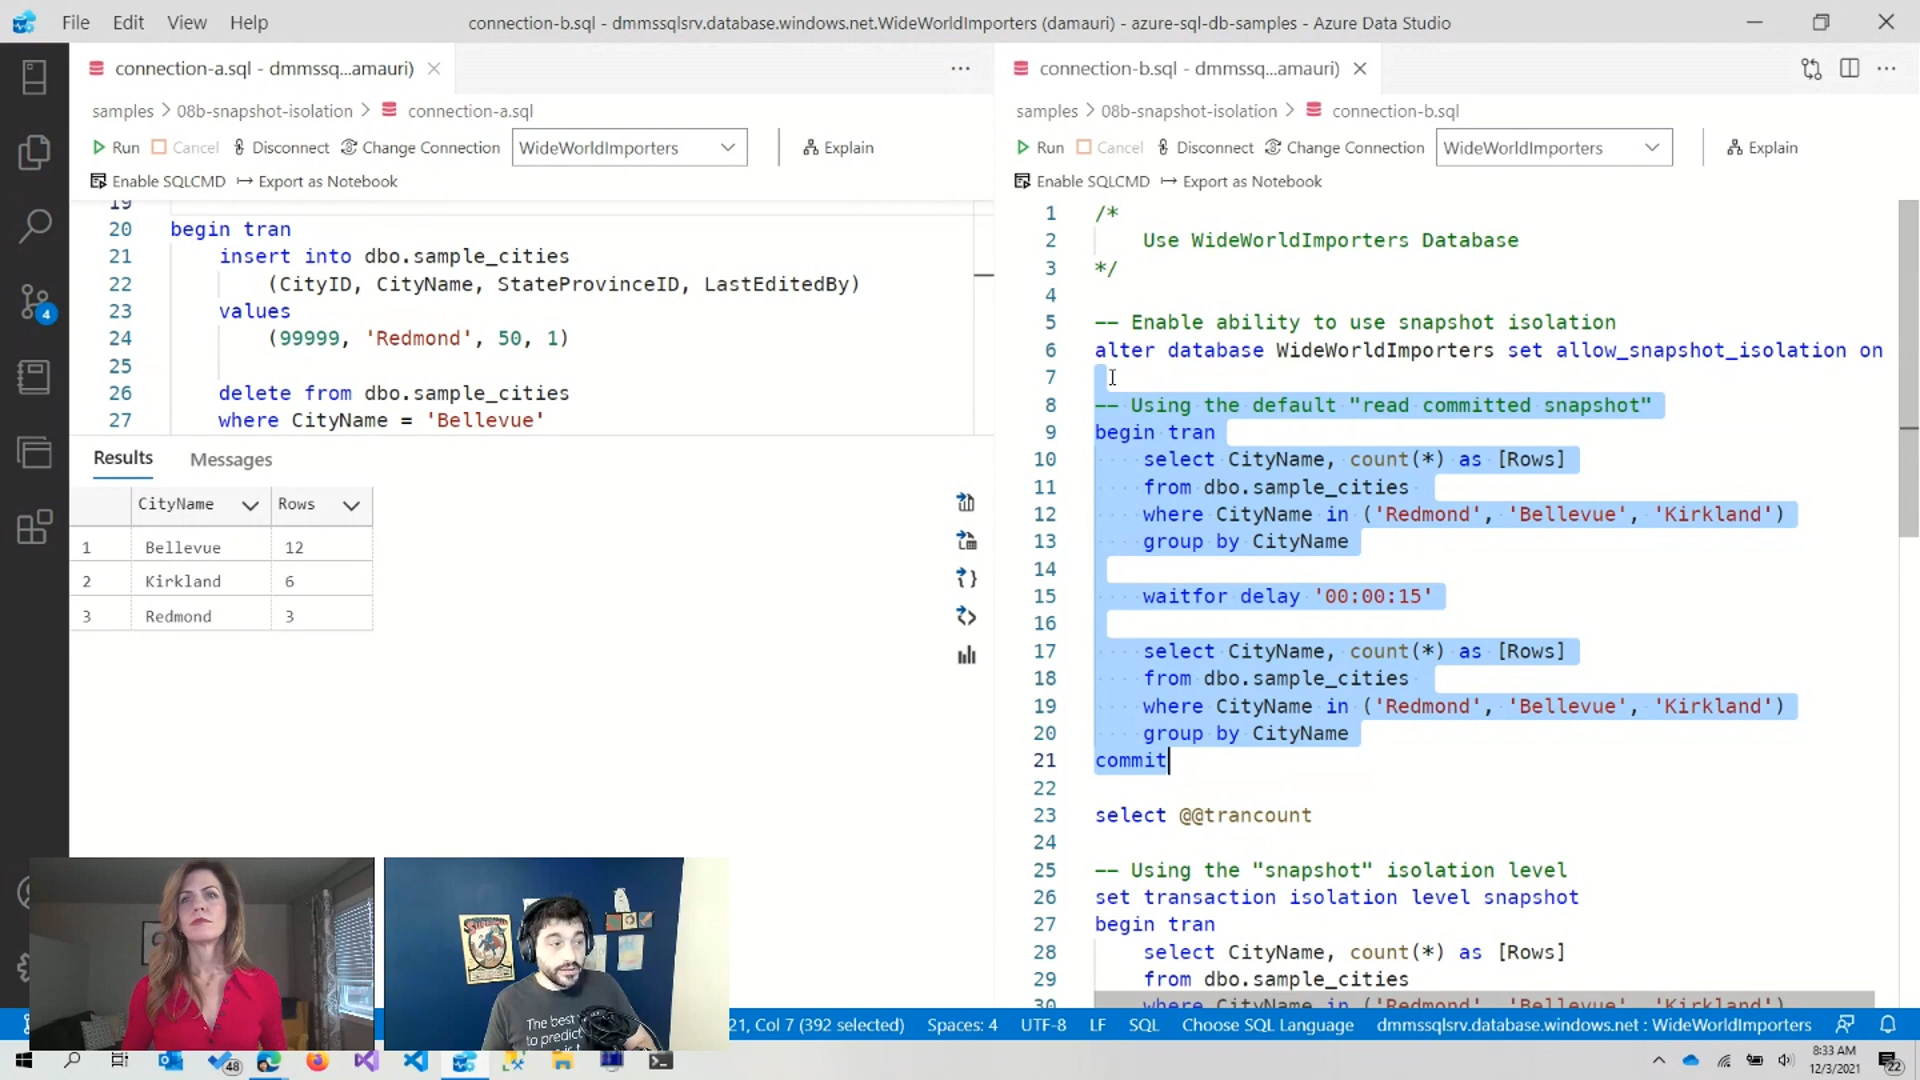 File Edit View Help
connection-b.sql - dmmssqlsrv.database.windows.net.WideWorldImporters (damauri) - azure-sql-db-samples - Azure Data Studio
connection-a.sql - dmmssq...amauri)
samples > 08b-snapshot-isolation > connection-a.sql
Run Cancel Disconnect Change Connection WideWorldImporters Explain
Enable SQLCMD Export as Notebook
19
20 begin tran
21 insert into dbo.sample_cities
22 (CityID, CityName, StateProvinceID, LastEditedBy)
23 values
24 (99999, 'Redmond', 50, 1)
25
26 delete from dbo.sample_cities
27 where CityName = 'Bellevue'
Results Messages
CityName Rows
1 Bellevue 12
2 Kirkland 6
3 Redmond 3
connection-b.sql - dmmssq...amauri)
samples > 08b-snapshot-isolation > connection-b.sql
Run Cancel Disconnect Change Connection WideWorldImporters Explain
Enable SQLCMD Export as Notebook
1 /*
2 Use WideWorldImporters Database
3 */
4
5 -- Enable ability to use snapshot isolation
6 alter database WideWorldImporters set allow_snapshot_isolation on
7
8 -- Using the default "read committed snapshot"
9 begin tran
10 select CityName, count(*) as [Rows]
11 from dbo.sample_cities
12 where CityName in ('Redmond', 'Bellevue', 'Kirkland')
13 group by CityName
14
15 waitfor delay '00:00:15'
16
17 select CityName, count(*) as [Rows]
18 from dbo.sample_cities
19 where CityName in ('Redmond', 'Bellevue', 'Kirkland')
20 group by CityName
21 commit
22
23 select @@trancount
24
25 -- Using the "snapshot" isolation level
26 set transaction isolation level snapshot
27 begin tran
28 select CityName, count(*) as [Rows]
29 from dbo.sample_cities
30 where CityName in ('Redmond', 'Bellevue', 'Kirkland')
4
SUPERMAN
The best
to predic
21, Col 7 (392 selected) Spaces: 4 UTF-8 LF SQL Choose SQL Language dmmssqlsrv.database.windows.net : WideWorldImporters
48
8:33 AM
12/3/2021
22